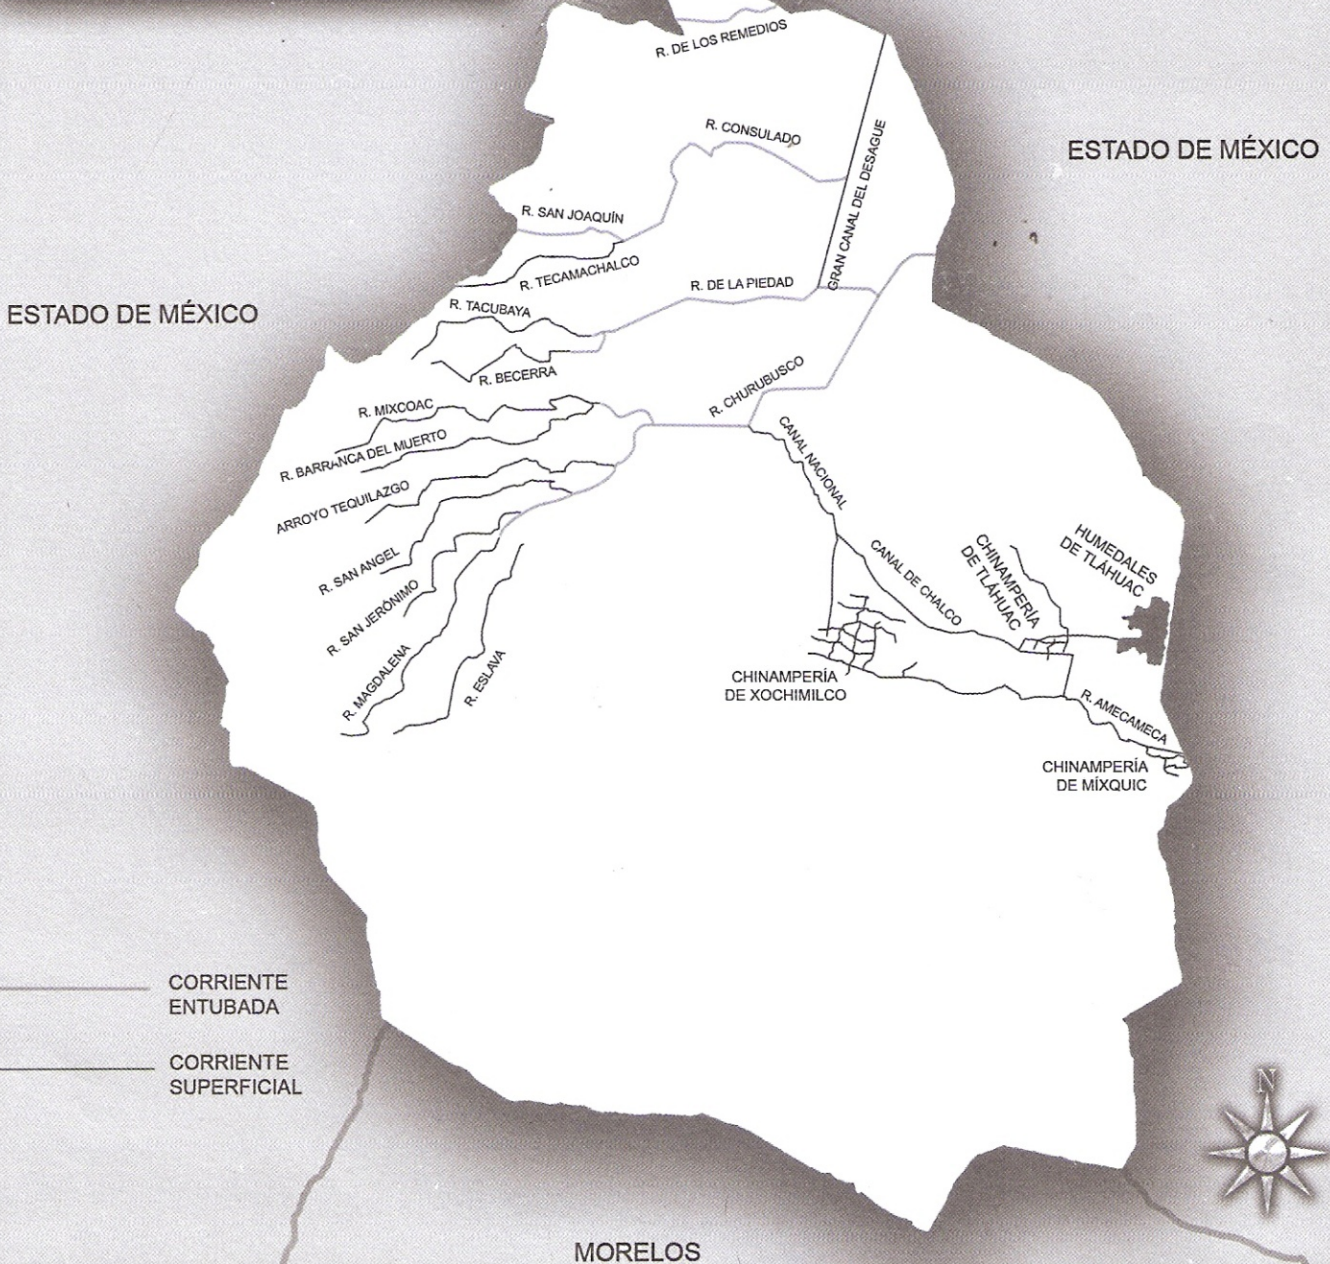 R. DE LOS REMEDIOS
R. CONSULADO
ESTADO DE MÉXICO
GRAN CANAL DEL DESAGUE
R. SAN JOAQUÍN
R. TECAMACHALCO
R. DE LA PIEDAD
ESTADO DE MÉXICO
R. TACUBAYA
R. BECERRA
R. CHURUBUSCO
R. MIXCOAC
R. BARRANCA DEL MUERTO
CANAL NACIONAL
ARROYO TEQUILAZGO
R. SAN ANGEL
CANAL DE CHALCO
CHINAMPERÍA
DE TLÁHUAC
HUMEDALES
DE TLÁHUAC
R. SAN JERÓNIMO
R. MAGDALENA
R. ESLAVA
CHINAMPERÍA
DE XOCHIMILCO
R. AMECAMECA
CHINAMPERÍA
DE MÍXQUIC
CORRIENTE
ENTUBADA
CORRIENTE
SUPERFICIAL
N
MORELOS